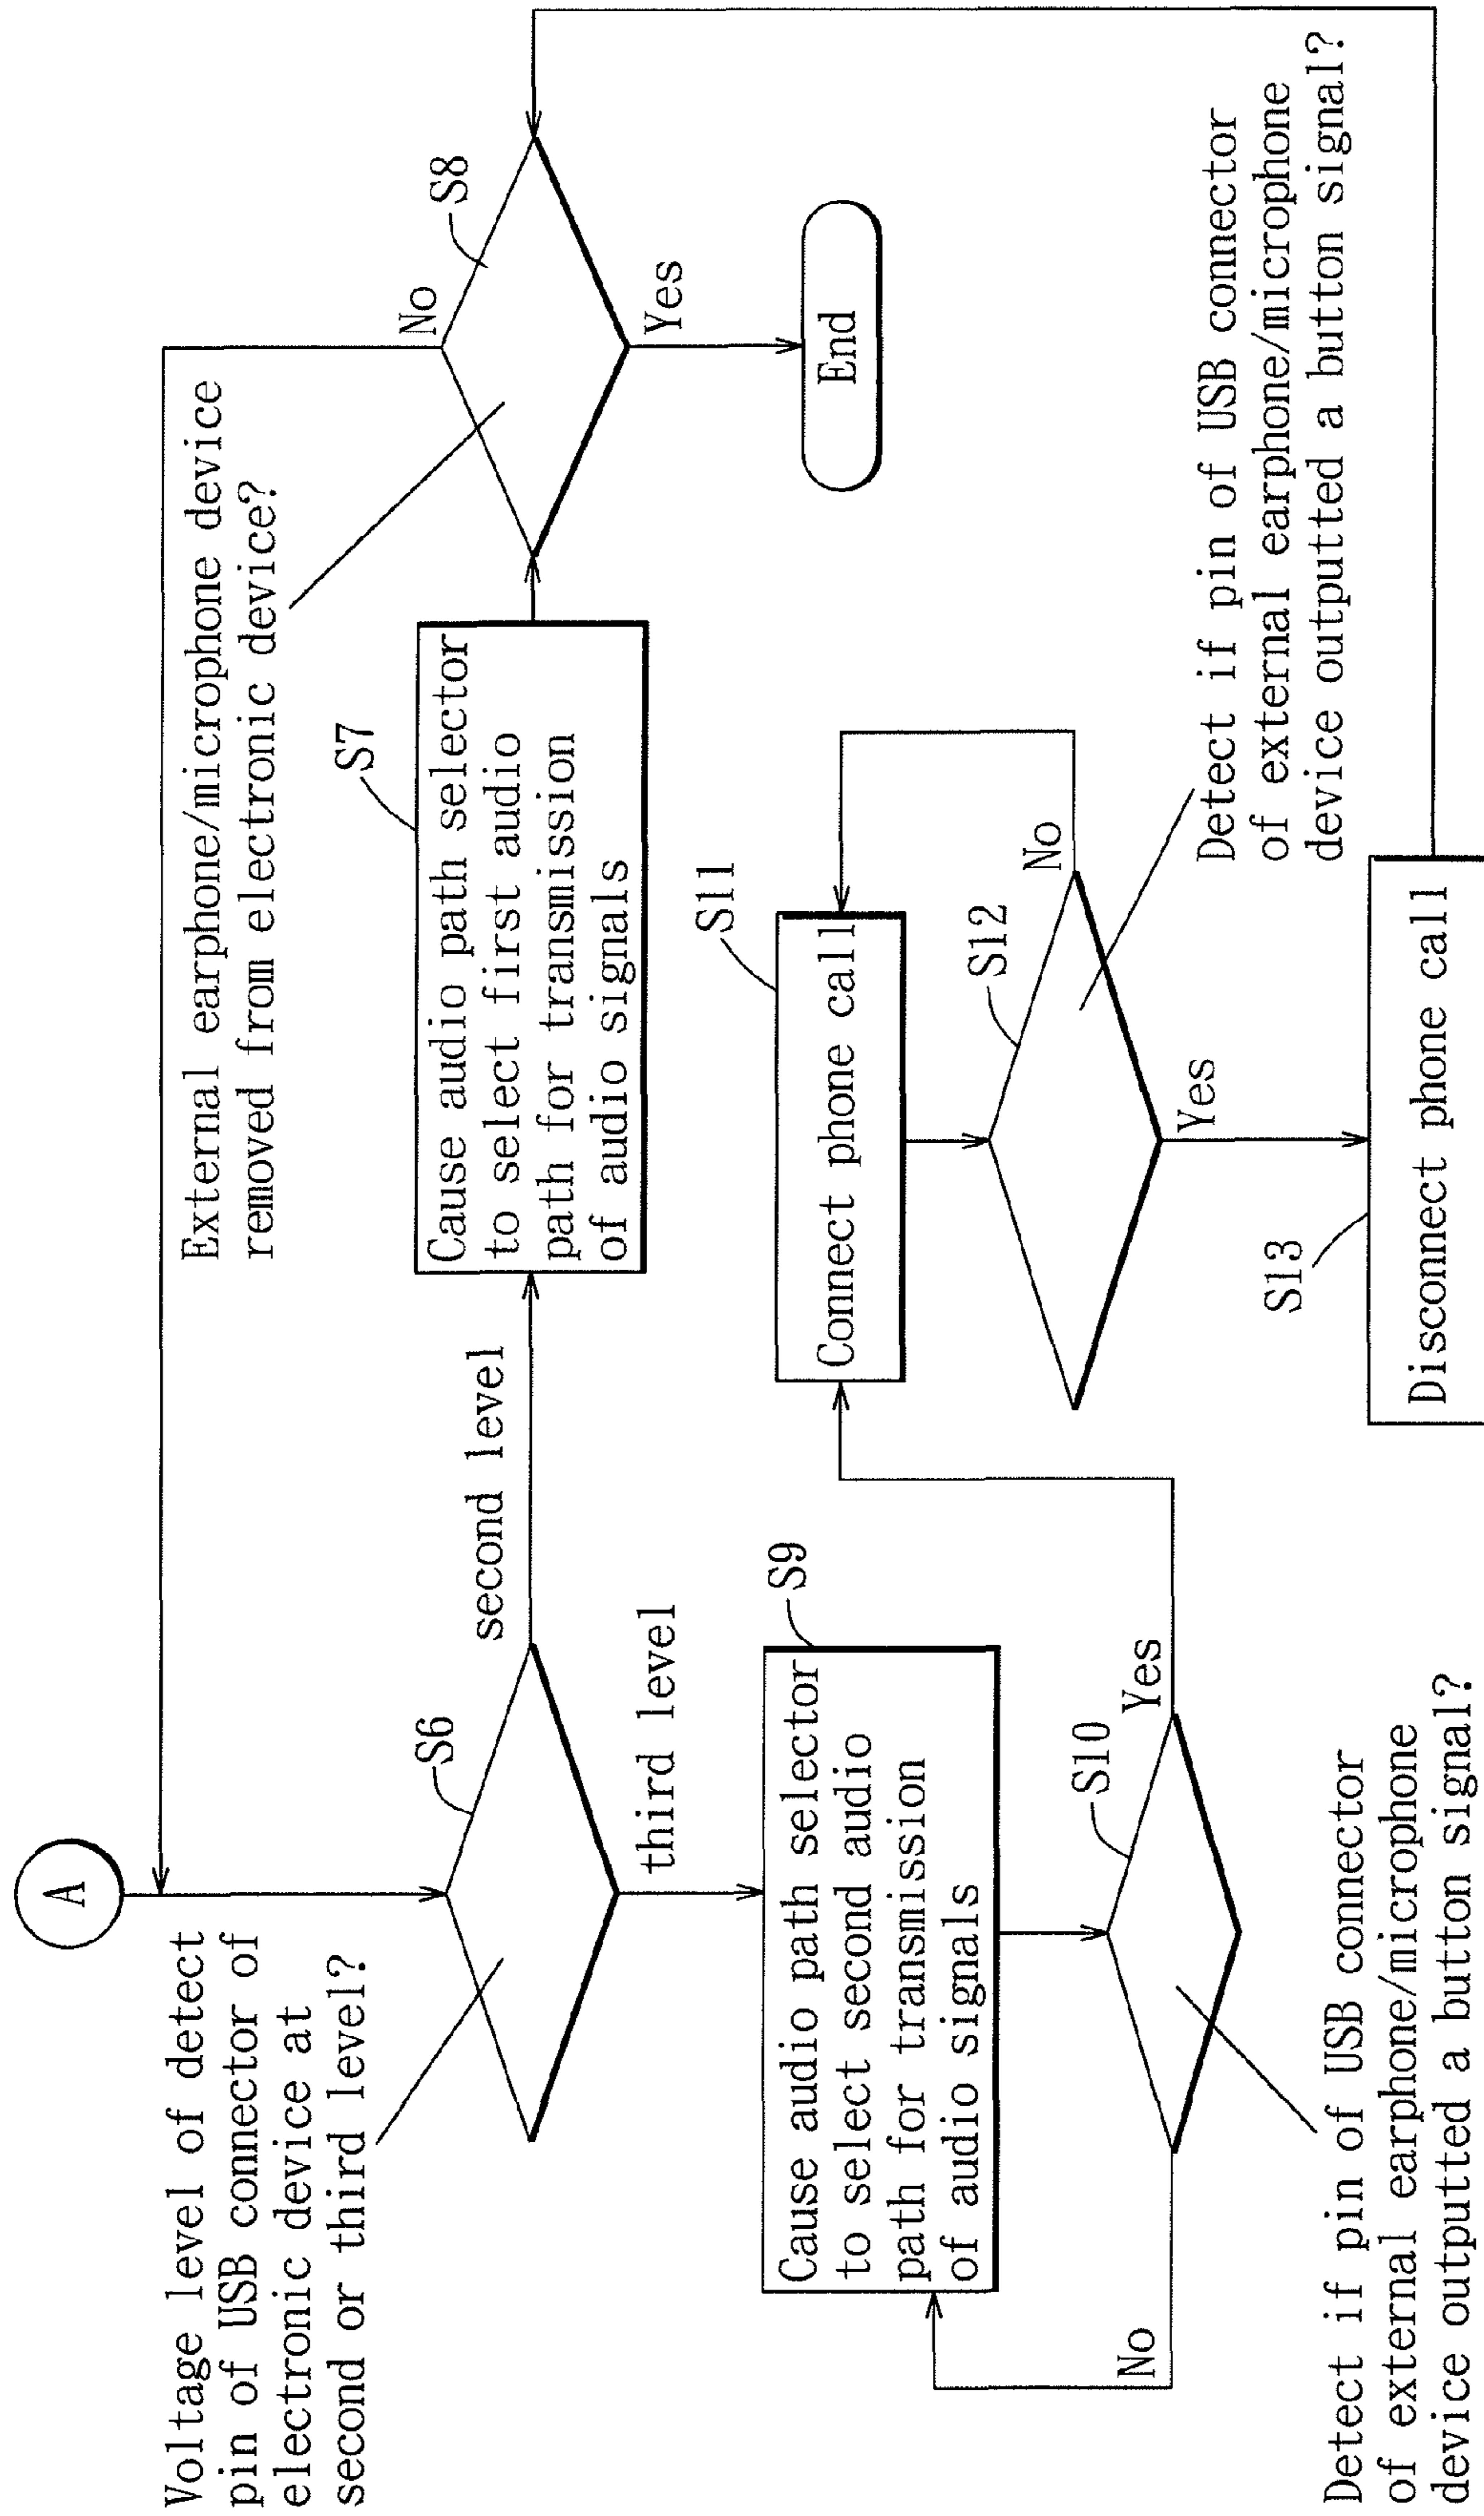 A
Voltage level of detect
pin of USB connector of
electronic device at
second or third level?
S6
second level
third level
Cause audio path selector
to select first audio
path for transmission
of audio signals
S7
External earphone/microphone device
removed from electronic device?
S8
No
Yes
End
Cause audio path selector
to select second audio
path for transmission
of audio signals
S9
S10
Yes
No
Detect if pin of USB connector
of external earphone/microphone
device outputted a button signal?
Connect phone call
S11
S12
No
Yes
Detect if pin of USB connector
of external earphone/microphone
device outputted a button signal?
S13
Disconnect phone call